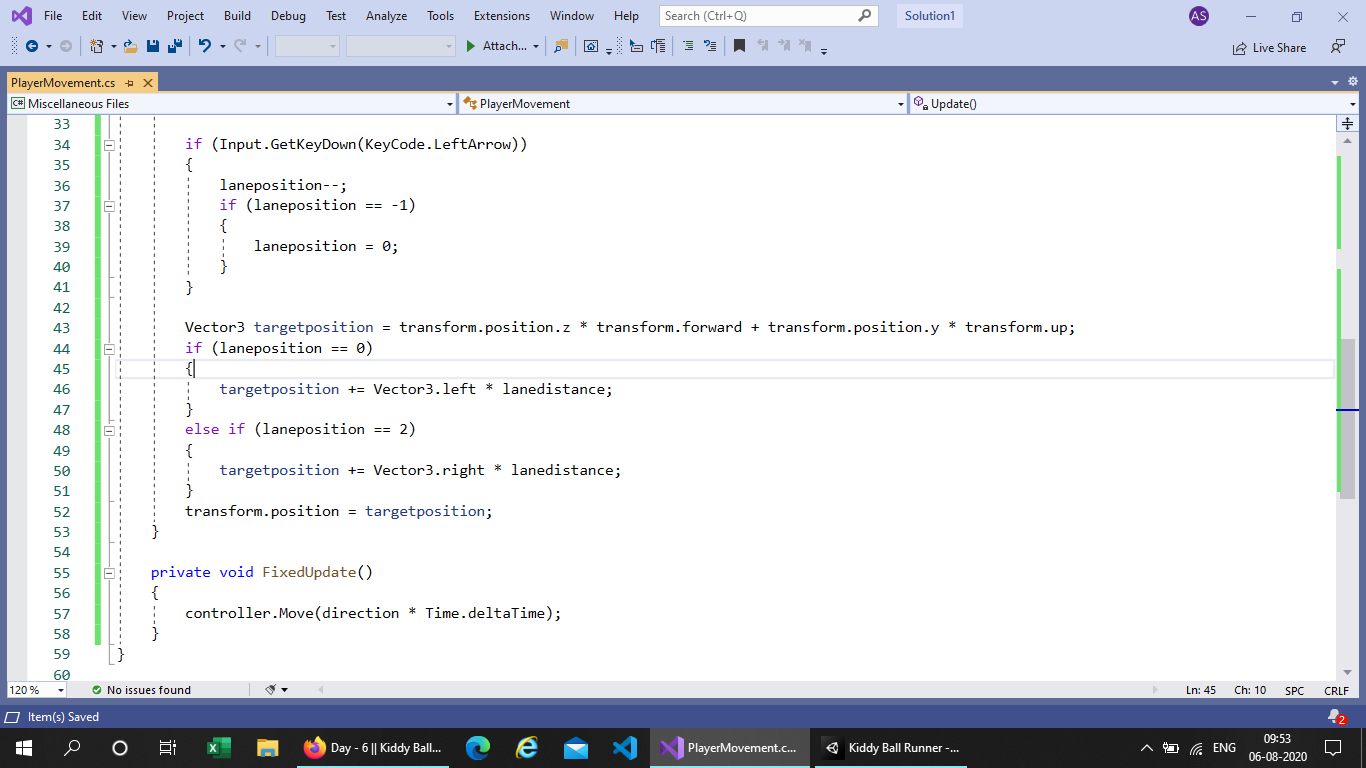 File Edit View Project Build Debug Test Analyze Tools Extensions Window Help Search (Ctrl+Q) Solution1 AS
Attach... Live Share
PlayerMovement.cs
C# Miscellaneous Files PlayerMovement Update()
33
34 if (Input.GetKeyDown(KeyCode.LeftArrow))
35 {
36 laneposition--;
37 if (laneposition == -1)
38 {
39 laneposition = 0;
40 }
41 }
42
43 Vector3 targetposition = transform.position.z * transform.forward + transform.position.y * transform.up;
44 if (laneposition == 0)
45 {
46 targetposition += Vector3.left * lanedistance;
47 }
48 else if (laneposition == 2)
49 {
50 targetposition += Vector3.right * lanedistance;
51 }
52 transform.position = targetposition;
53 }
54
55 private void FixedUpdate()
56 {
57 controller.Move(direction * Time.deltaTime);
58 }
59 }
60
120 % No issues found Ln: 45 Ch: 10 SPC CRLF
Item(s) Saved 2
Day - 6 || Kiddy Ball... PlayerMovement.c... Kiddy Ball Runner -... ENG 09:53
06-08-2020